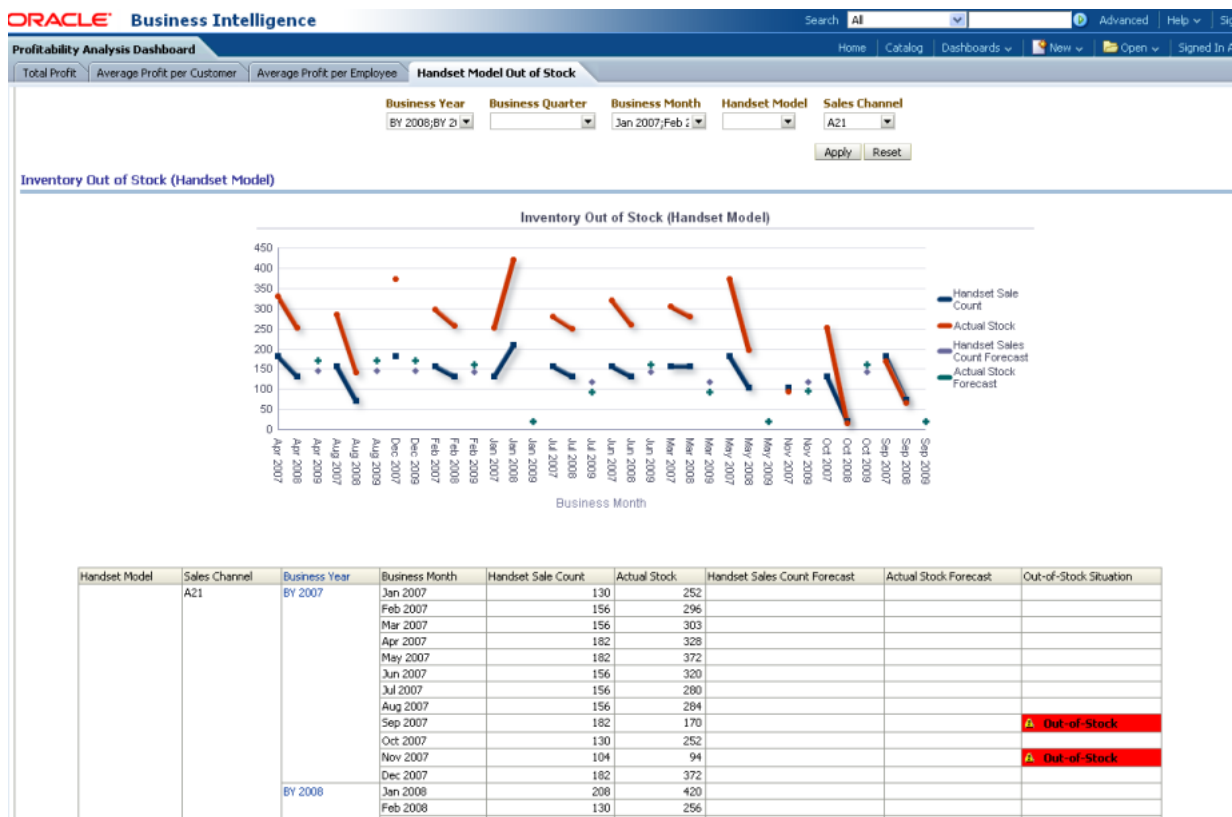 ORACLE Business Intelligence
Search All Advanced Help
Profitability Analysis Dashboard
Home Catalog Dashboards New Open Signed In A
Total Profit Average Profit per Customer Average Profit per Employee Handset Model Out of Stock
Business Year Business Quarter Business Month Handset Model Sales Channel
BY 2008;BY 2 Jan 2007;Feb 2 A21
Apply Reset
Inventory Out of Stock (Handset Model)
Inventory Out of Stock (Handset Model)
450
400
350
300
250
200
150
100
50
0
Handset Sale
Count
Actual Stock
Handset Sales
Count Forecast
Actual Stock
Forecast
Apr 2007
Apr 2008
Apr 2009
Aug 2007
Aug 2008
Aug 2009
Dec 2007
Dec 2009
Feb 2007
Feb 2008
Feb 2009
Jan 2007
Jan 2008
Jan 2009
Jul 2007
Jul 2008
Jul 2009
Jun 2007
Jun 2008
Jun 2009
Mar 2007
Mar 2008
Mar 2009
May 2007
May 2008
May 2009
Nov 2007
Nov 2009
Oct 2007
Oct 2008
Oct 2009
Sep 2007
Sep 2008
Sep 2009
Business Month
Handset Model Sales Channel Business Year Business Month Handset Sale Count Actual Stock Handset Sales Count Forecast Actual Stock Forecast Out-of-Stock Situation
A21 BY 2007 Jan 2007 130 252
Feb 2007 156 296
Mar 2007 156 303
Apr 2007 182 328
May 2007 182 372
Jun 2007 156 320
Jul 2007 156 280
Aug 2007 156 284
Sep 2007 182 170 Out-of-Stock
Oct 2007 130 252
Nov 2007 104 94 Out-of-Stock
Dec 2007 182 372
BY 2008 Jan 2008 208 420
Feb 2008 130 256